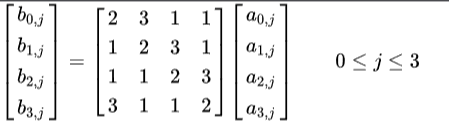 b0,j 2 3 1 1 a0,j
b1,j 1 2 3 1 a1,j
= 0 ≤ j ≤ 3
b2,j 1 1 2 3 a2,j
b3,j 3 1 1 2 a3,j